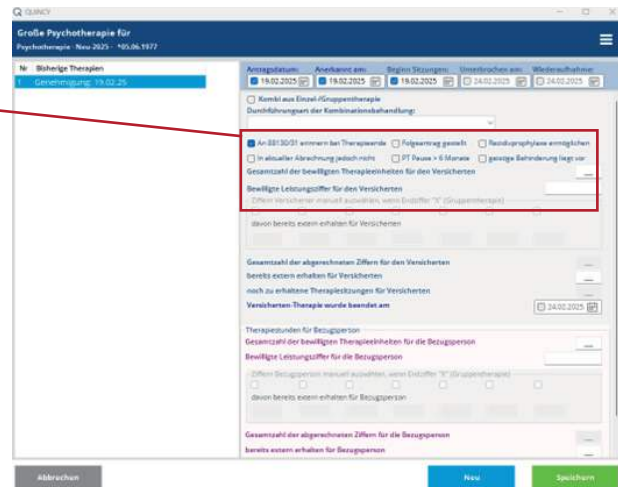 QUINCY
Große Psychotherapie für
Psychotherapie - Neu 2025 - *05.06.1977
Nr Bisherige Therapien
1 Genehmigung: 19.02.25
Antragsdatum: Anerkannt am: Beginn Sitzungen: Unterbrochen am: Wiederaufnahme:
19.02.2025 19.02.2025 19.02.2025 24.02.2025 24.02.2025
Kombi aus Einzel-/Gruppentherapie
Durchführungsart der Kombinationsbehandlung:
An 88130/31 erinnern bei Therapieende Folgeantrag gestellt Rezidivprophylaxe ermöglichen
In aktueller Abrechnung jedoch nicht PT Pause > 6 Monate geistige Behinderung liegt vor
Gesamtzahl der bewilligten Therapieeinheiten für den Versicherten
Bewilligte Leistungsziffer für den Versicherten
Ziffern Versicherter manuell auswählen, wenn Endziffer "X" (Gruppentherapie)
davon bereits extern erhalten für Versicherten
Gesamtzahl der abgerechneten Ziffern für den Versicherten
bereits extern erhalten für Versicherten
noch zu erhaltene Therapiesitzungen für Versicherten
Versicherten-Therapie wurde beendet am 24.02.2025
Therapiestunden für Bezugsperson
Gesamtzahl der bewilligten Therapieeinheiten für die Bezugsperson
Bewilligte Leistungsziffer für die Bezugsperson
Ziffern Bezugsperson manuell auswählen, wenn Endziffer "X" (Gruppentherapie)
davon bereits extern erhalten für Bezugsperson
Gesamtzahl der abgerechneten Ziffern für die Bezugsperson
bereits extern erhalten für Bezugsperson
Abbrechen Neu Speichern